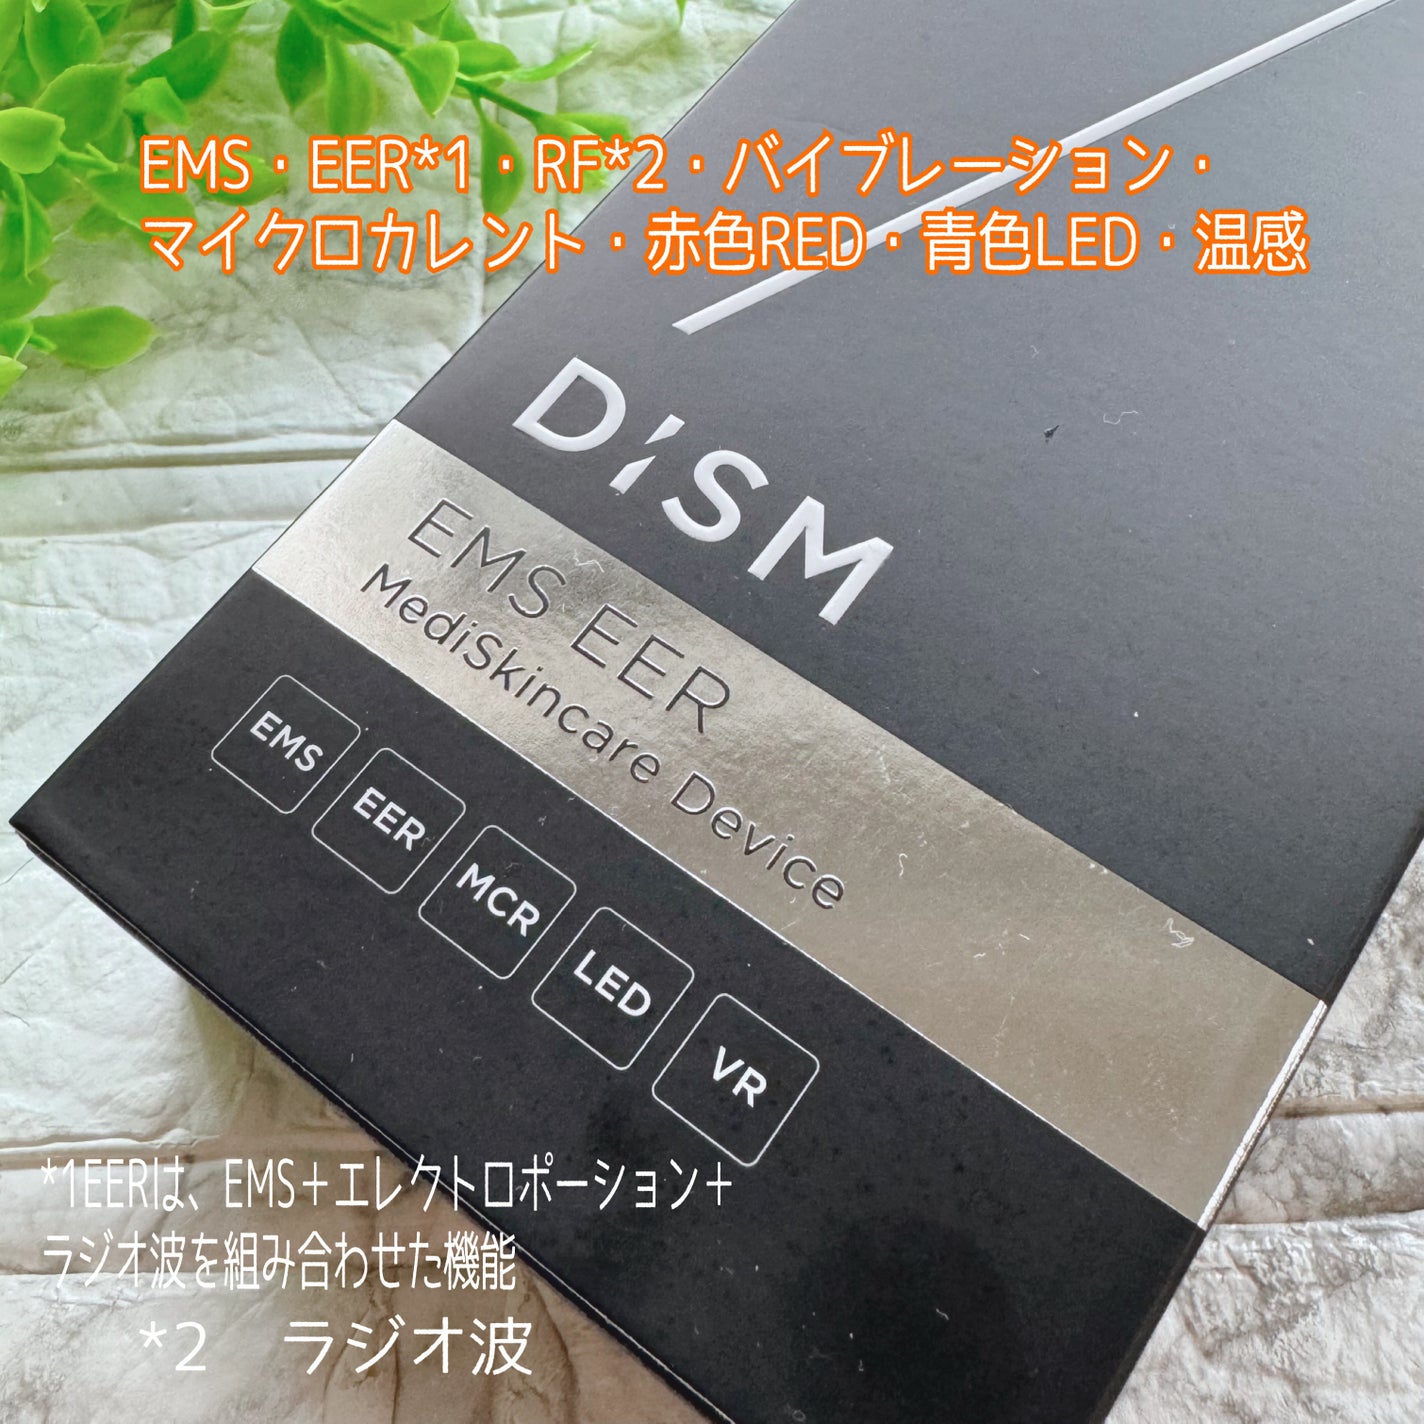 EMS・EER*1・RF*2・バイブレーション・
マイクロカレント・赤色RED・青色LED・温感
DISM
EMS EER
MediSkincare Device
EMS
EER
MCR
LED
VR
*1EERは、EMS＋エレクトロポーション＋
ラジオ波を組み合わせた機能
*2　ラジオ波